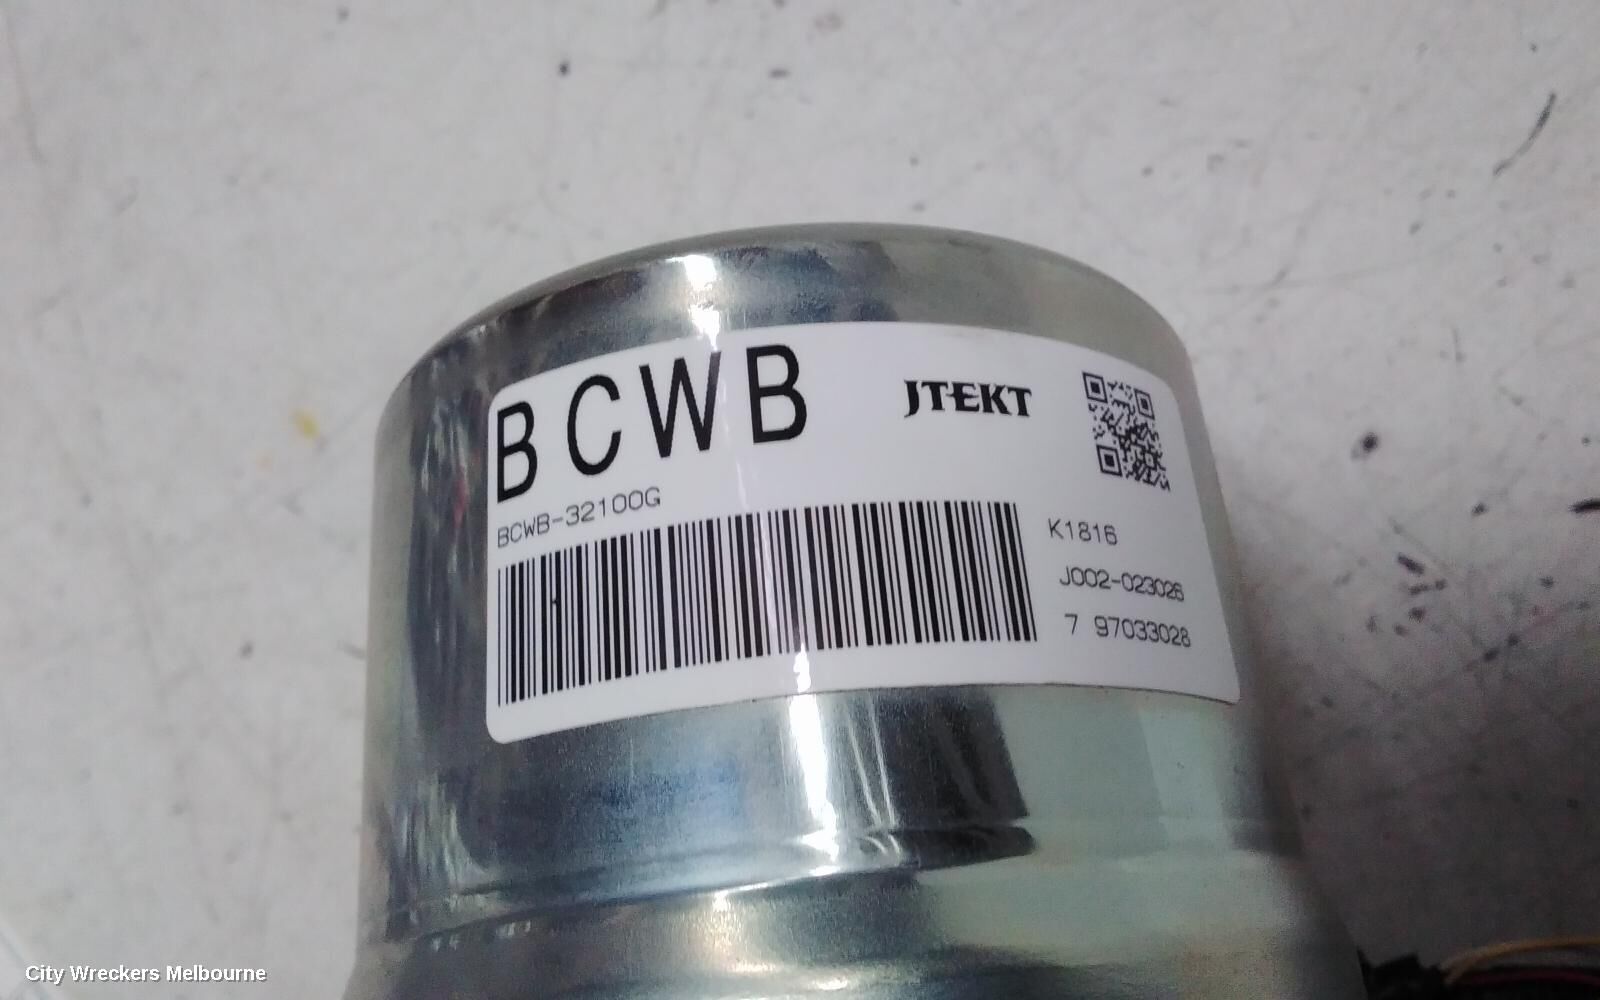 BCWB
JTEKT
BCWB-32100G
K1816
J002-023026
7 97033028
City Wreckers Melbourne